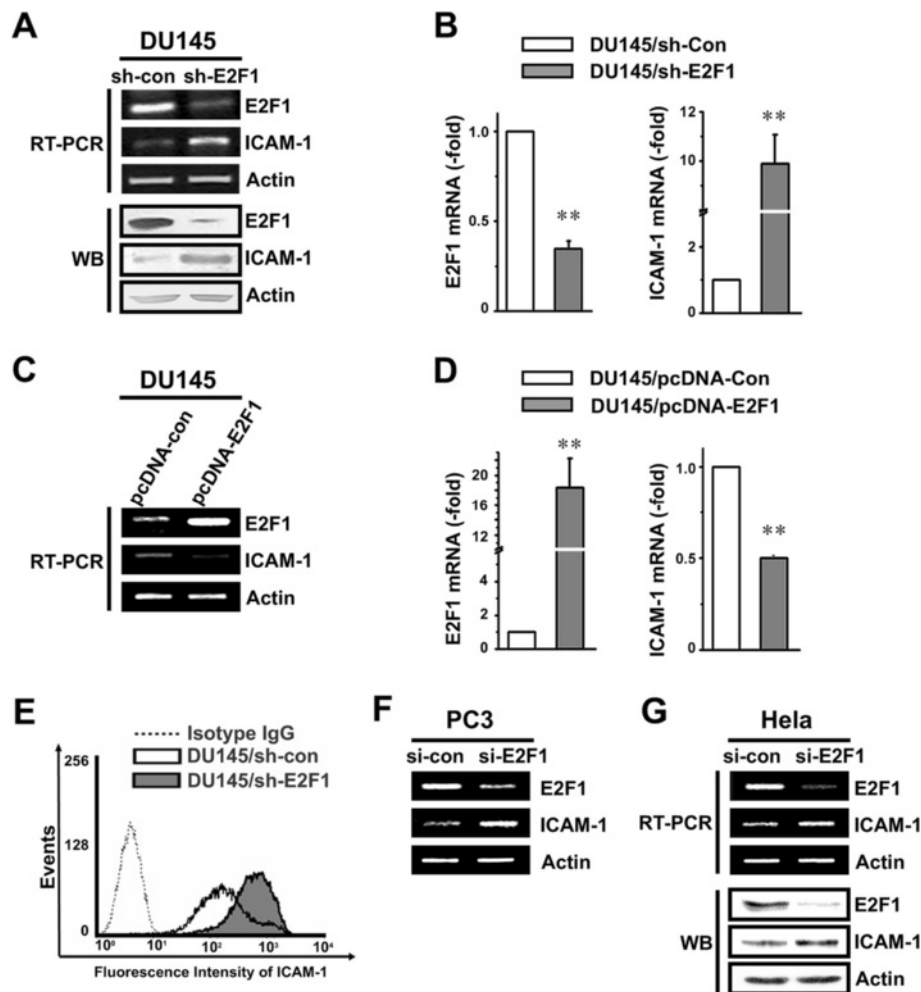 A
DU145
sh-con sh-E2F1
RT-PCR
E2F1
ICAM-1
Actin
WB
E2F1
ICAM-1
Actin
B
DU145/sh-Con
DU145/sh-E2F1
E2F1 mRNA (-fold)
1.0
0.5
0
**
ICAM-1 mRNA (-fold)
12
10
8
2
0
**
C
DU145
pcDNA-con
pcDNA-E2F1
RT-PCR
E2F1
ICAM-1
Actin
D
DU145/pcDNA-Con
DU145/pcDNA-E2F1
E2F1 mRNA (-fold)
20
18
16
14
12
4
2
0
**
ICAM-1 mRNA (-fold)
1.0
0.5
0
**
E
Isotype IgG
DU145/sh-con
DU145/sh-E2F1
Events
256
128
0
10⁰ 10¹ 10² 10³ 10⁴
Fluorescence Intensity of ICAM-1
F
PC3
si-con si-E2F1
E2F1
ICAM-1
Actin
G
Hela
si-con si-E2F1
RT-PCR
E2F1
ICAM-1
Actin
WB
E2F1
ICAM-1
Actin